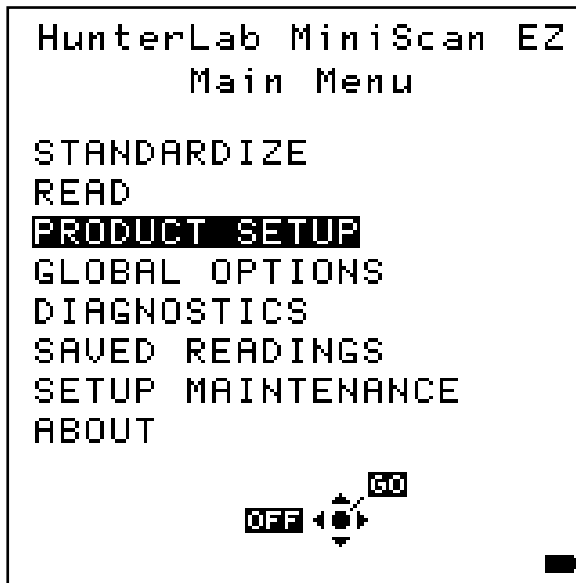 HunterLab MiniScan EZ
Main Menu
STANDARDIZE
READ
PRODUCT SETUP
GLOBAL OPTIONS
DIAGNOSTICS
SAVED READINGS
SETUP MAINTENANCE
ABOUT
GO
OFF